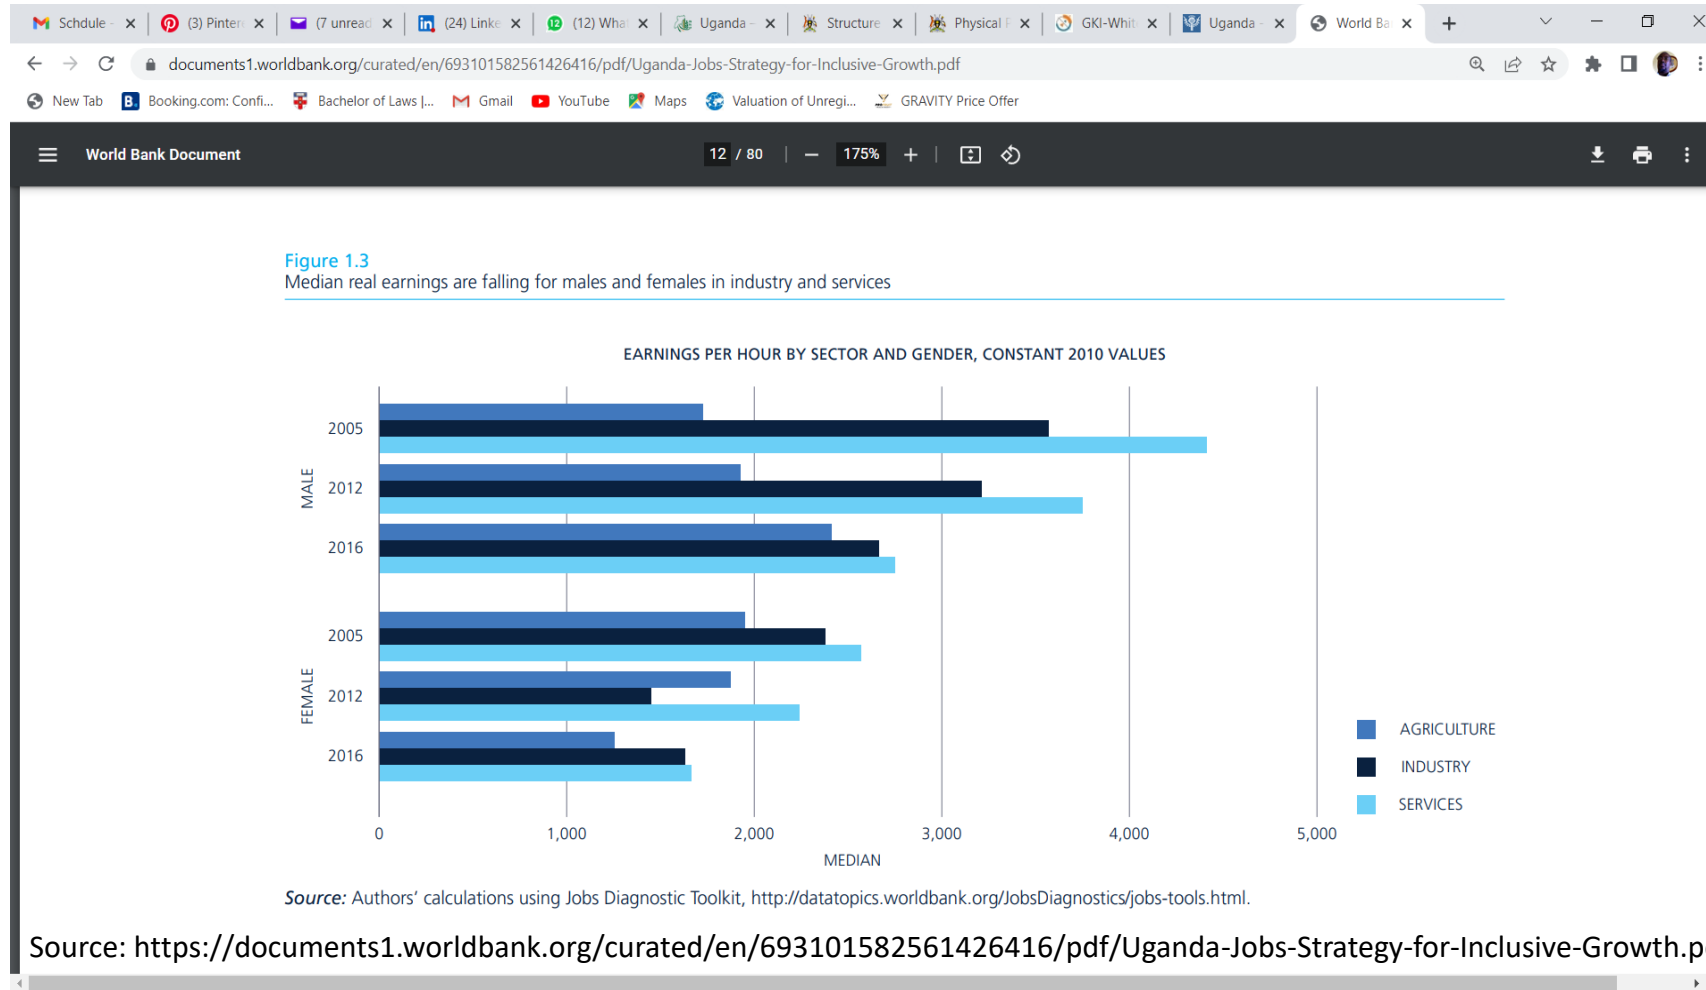 Schdule -
(3) Pinter
(7) unread
(24) Linke
(12) Wha
Uganda -
Structure
Physical F
GKI-Whit
Uganda -
World Ba
documents1.worldbank.org/curated/en/693101582561426416/pdf/Uganda-Jobs-Strategy-for-Inclusive-Growth.pdf
New Tab
Booking.com: Confi...
Bachelor of Laws |...
Gmail
YouTube
Maps
Valuation of Unregi...
GRAVITY Price Offer
World Bank Document
12 / 80
175%
Figure 1.3
Median real earnings are falling for males and females in industry and services
EARNINGS PER HOUR BY SECTOR AND GENDER, CONSTANT 2010 VALUES
MALE
2005
2012
2016
FEMALE
2005
2012
2016
AGRICULTURE
INDUSTRY
SERVICES
0 1,000 2,000 3,000 4,000 5,000
MEDIAN
Source: Authors’ calculations using Jobs Diagnostic Toolkit, http://datatopics.worldbank.org/JobsDiagnostics/jobs-tools.html.
Source: https://documents1.worldbank.org/curated/en/693101582561426416/pdf/Uganda-Jobs-Strategy-for-Inclusive-Growth.p